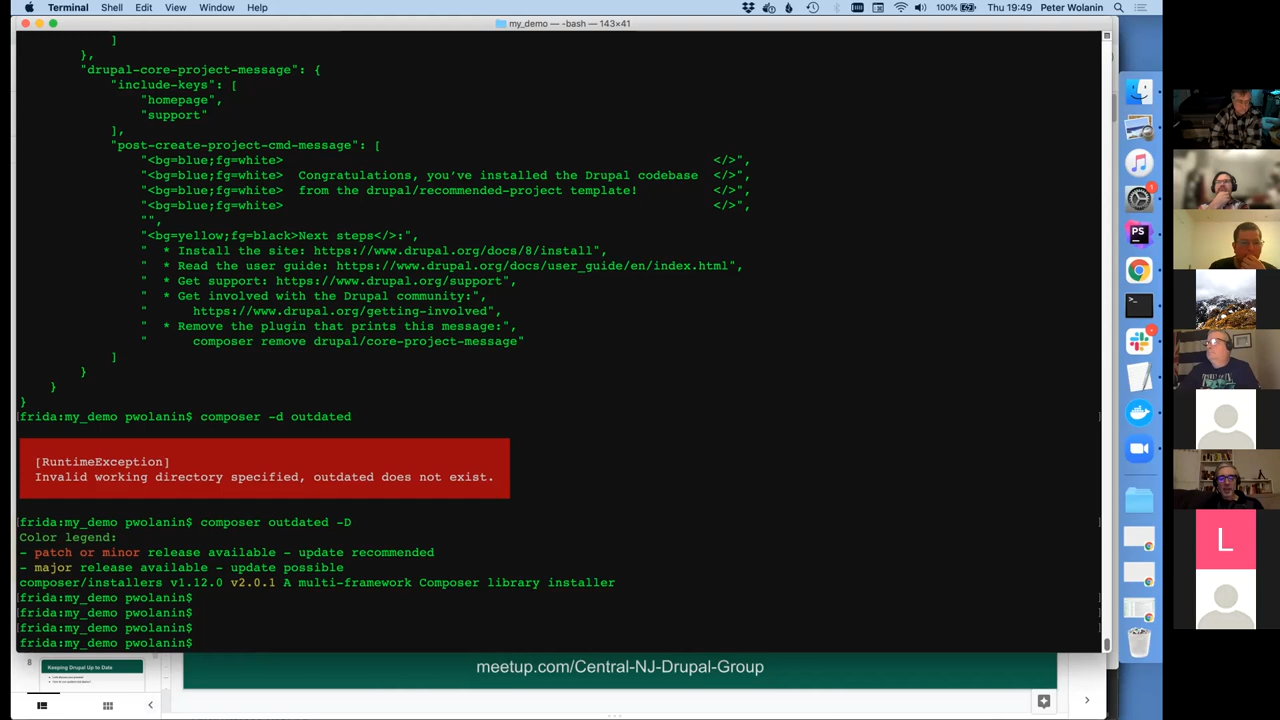 Terminal Shell Edit View Window Help 100% Thu 19:49 Peter Wolanin
my_demo — -bash — 143×41
]
},
"drupal-core-project-message": {
"include-keys": [
"homepage",
"support"
],
"post-create-project-cmd-message": [
"<bg=blue;fg=white> </>",
"<bg=blue;fg=white> Congratulations, you’ve installed the Drupal codebase </>",
"<bg=blue;fg=white> from the drupal/recommended-project template! </>",
"<bg=blue;fg=white> </>",
"",
"<bg=yellow;fg=black>Next steps</>:",
" * Install the site: https://www.drupal.org/docs/8/install",
" * Read the user guide: https://www.drupal.org/docs/user_guide/en/index.html",
" * Get support: https://www.drupal.org/support",
" * Get involved with the Drupal community:",
" https://www.drupal.org/getting-involved",
" * Remove the plugin that prints this message:",
" composer remove drupal/core-project-message"
]
}
}
}
[frida:my_demo pwolanin$ composer -d outdated ]
[RuntimeException]
Invalid working directory specified, outdated does not exist.
[frida:my_demo pwolanin$ composer outdated -D ]
Color legend:
- patch or minor release available - update recommended
- major release available - update possible
composer/installers v1.12.0 v2.0.1 A multi-framework Composer library installer
[frida:my_demo pwolanin$ ]
[frida:my_demo pwolanin$ ]
[frida:my_demo pwolanin$ ]
frida:my_demo pwolanin$
8 Keeping Drupal Up to Date
meetup.com/Central-NJ-Drupal-Group
PS
L